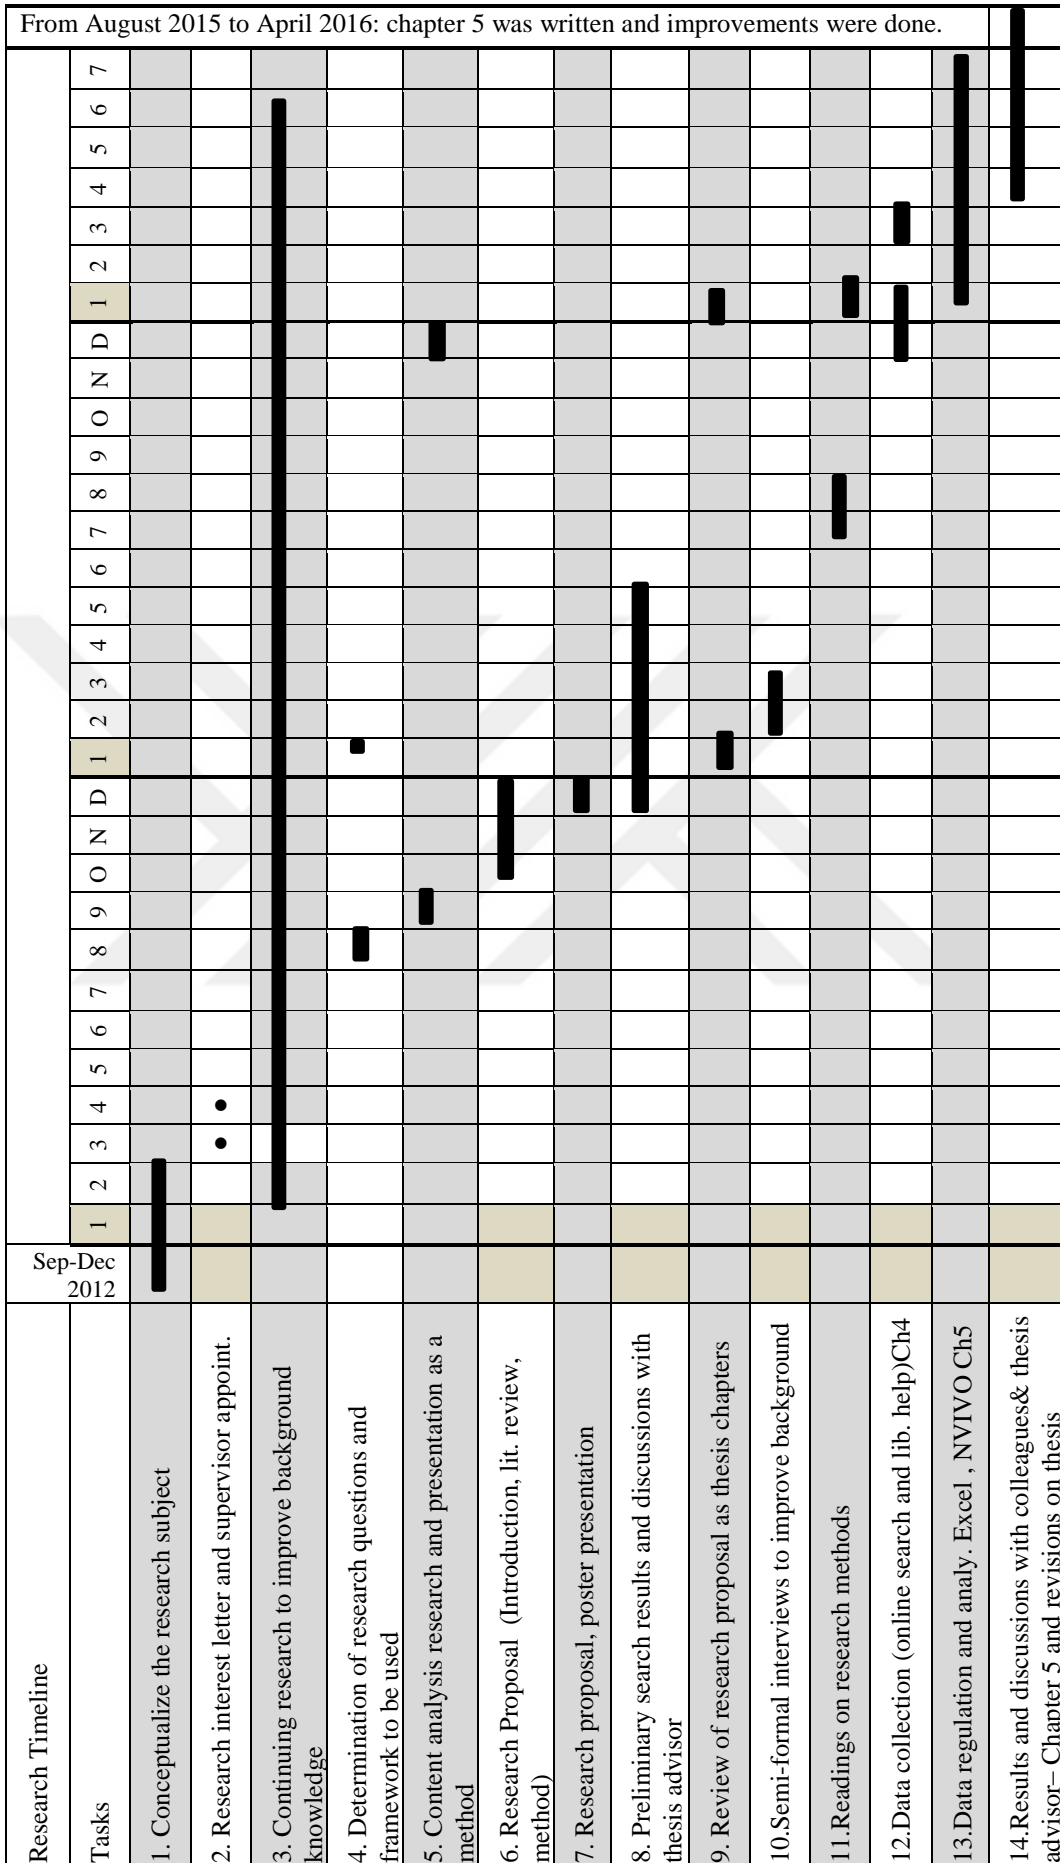 From August 2015 to April 2016: chapter 5 was written and improvements were done.
Research Timeline
Sep-Dec
2012
Tasks
1 2 3 4 5 6 7 8 9 O N D 1 2 3 4 5 6 7 8 9 O N D 1 2 3 4 5 6 7
1. Conceptualize the research subject
2. Research interest letter and supervisor appoint.
3. Continuing research to improve background
knowledge
4. Determination of research questions and
framework to be used
5. Content analysis research and presentation as a
method
6. Research Proposal (Introduction, lit. review,
method)
7. Research proposal, poster presentation
8. Preliminary search results and discussions with
thesis advisor
9. Review of research proposal as thesis chapters
10.Semi-formal interviews to improve background
11.Readings on research methods
12.Data collection (online search and lib. help)Ch4
13.Data regulation and analy. Excel , NVIVO Ch5
14.Results and discussions with colleagues& thesis
advisor– Chapter 5 and revisions on thesis